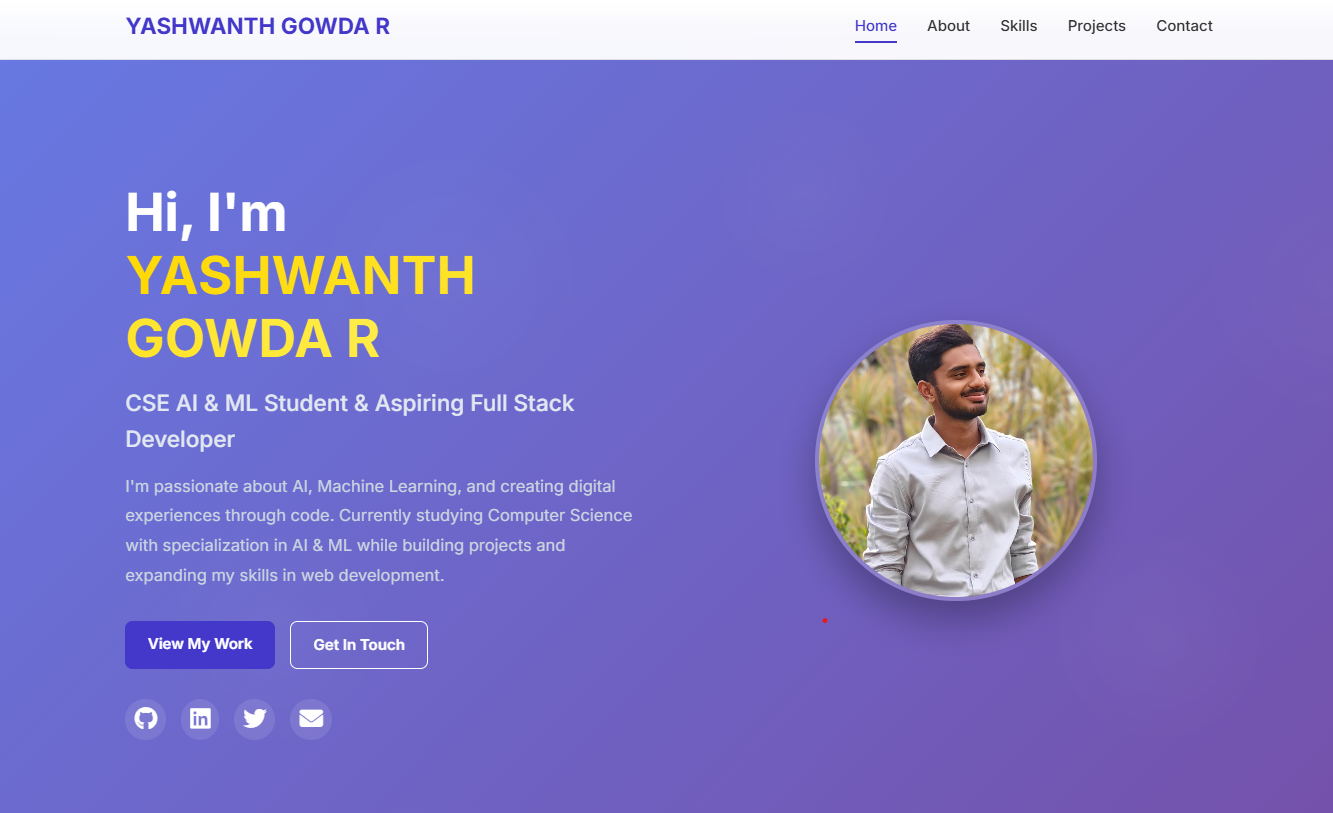 YASHWANTH GOWDA R
Home About Skills Projects Contact
Hi, I'm
YASHWANTH
GOWDA R
CSE AI & ML Student & Aspiring Full Stack
Developer
I'm passionate about AI, Machine Learning, and creating digital
experiences through code. Currently studying Computer Science
with specialization in AI & ML while building projects and
expanding my skills in web development.
View My Work
Get In Touch
in